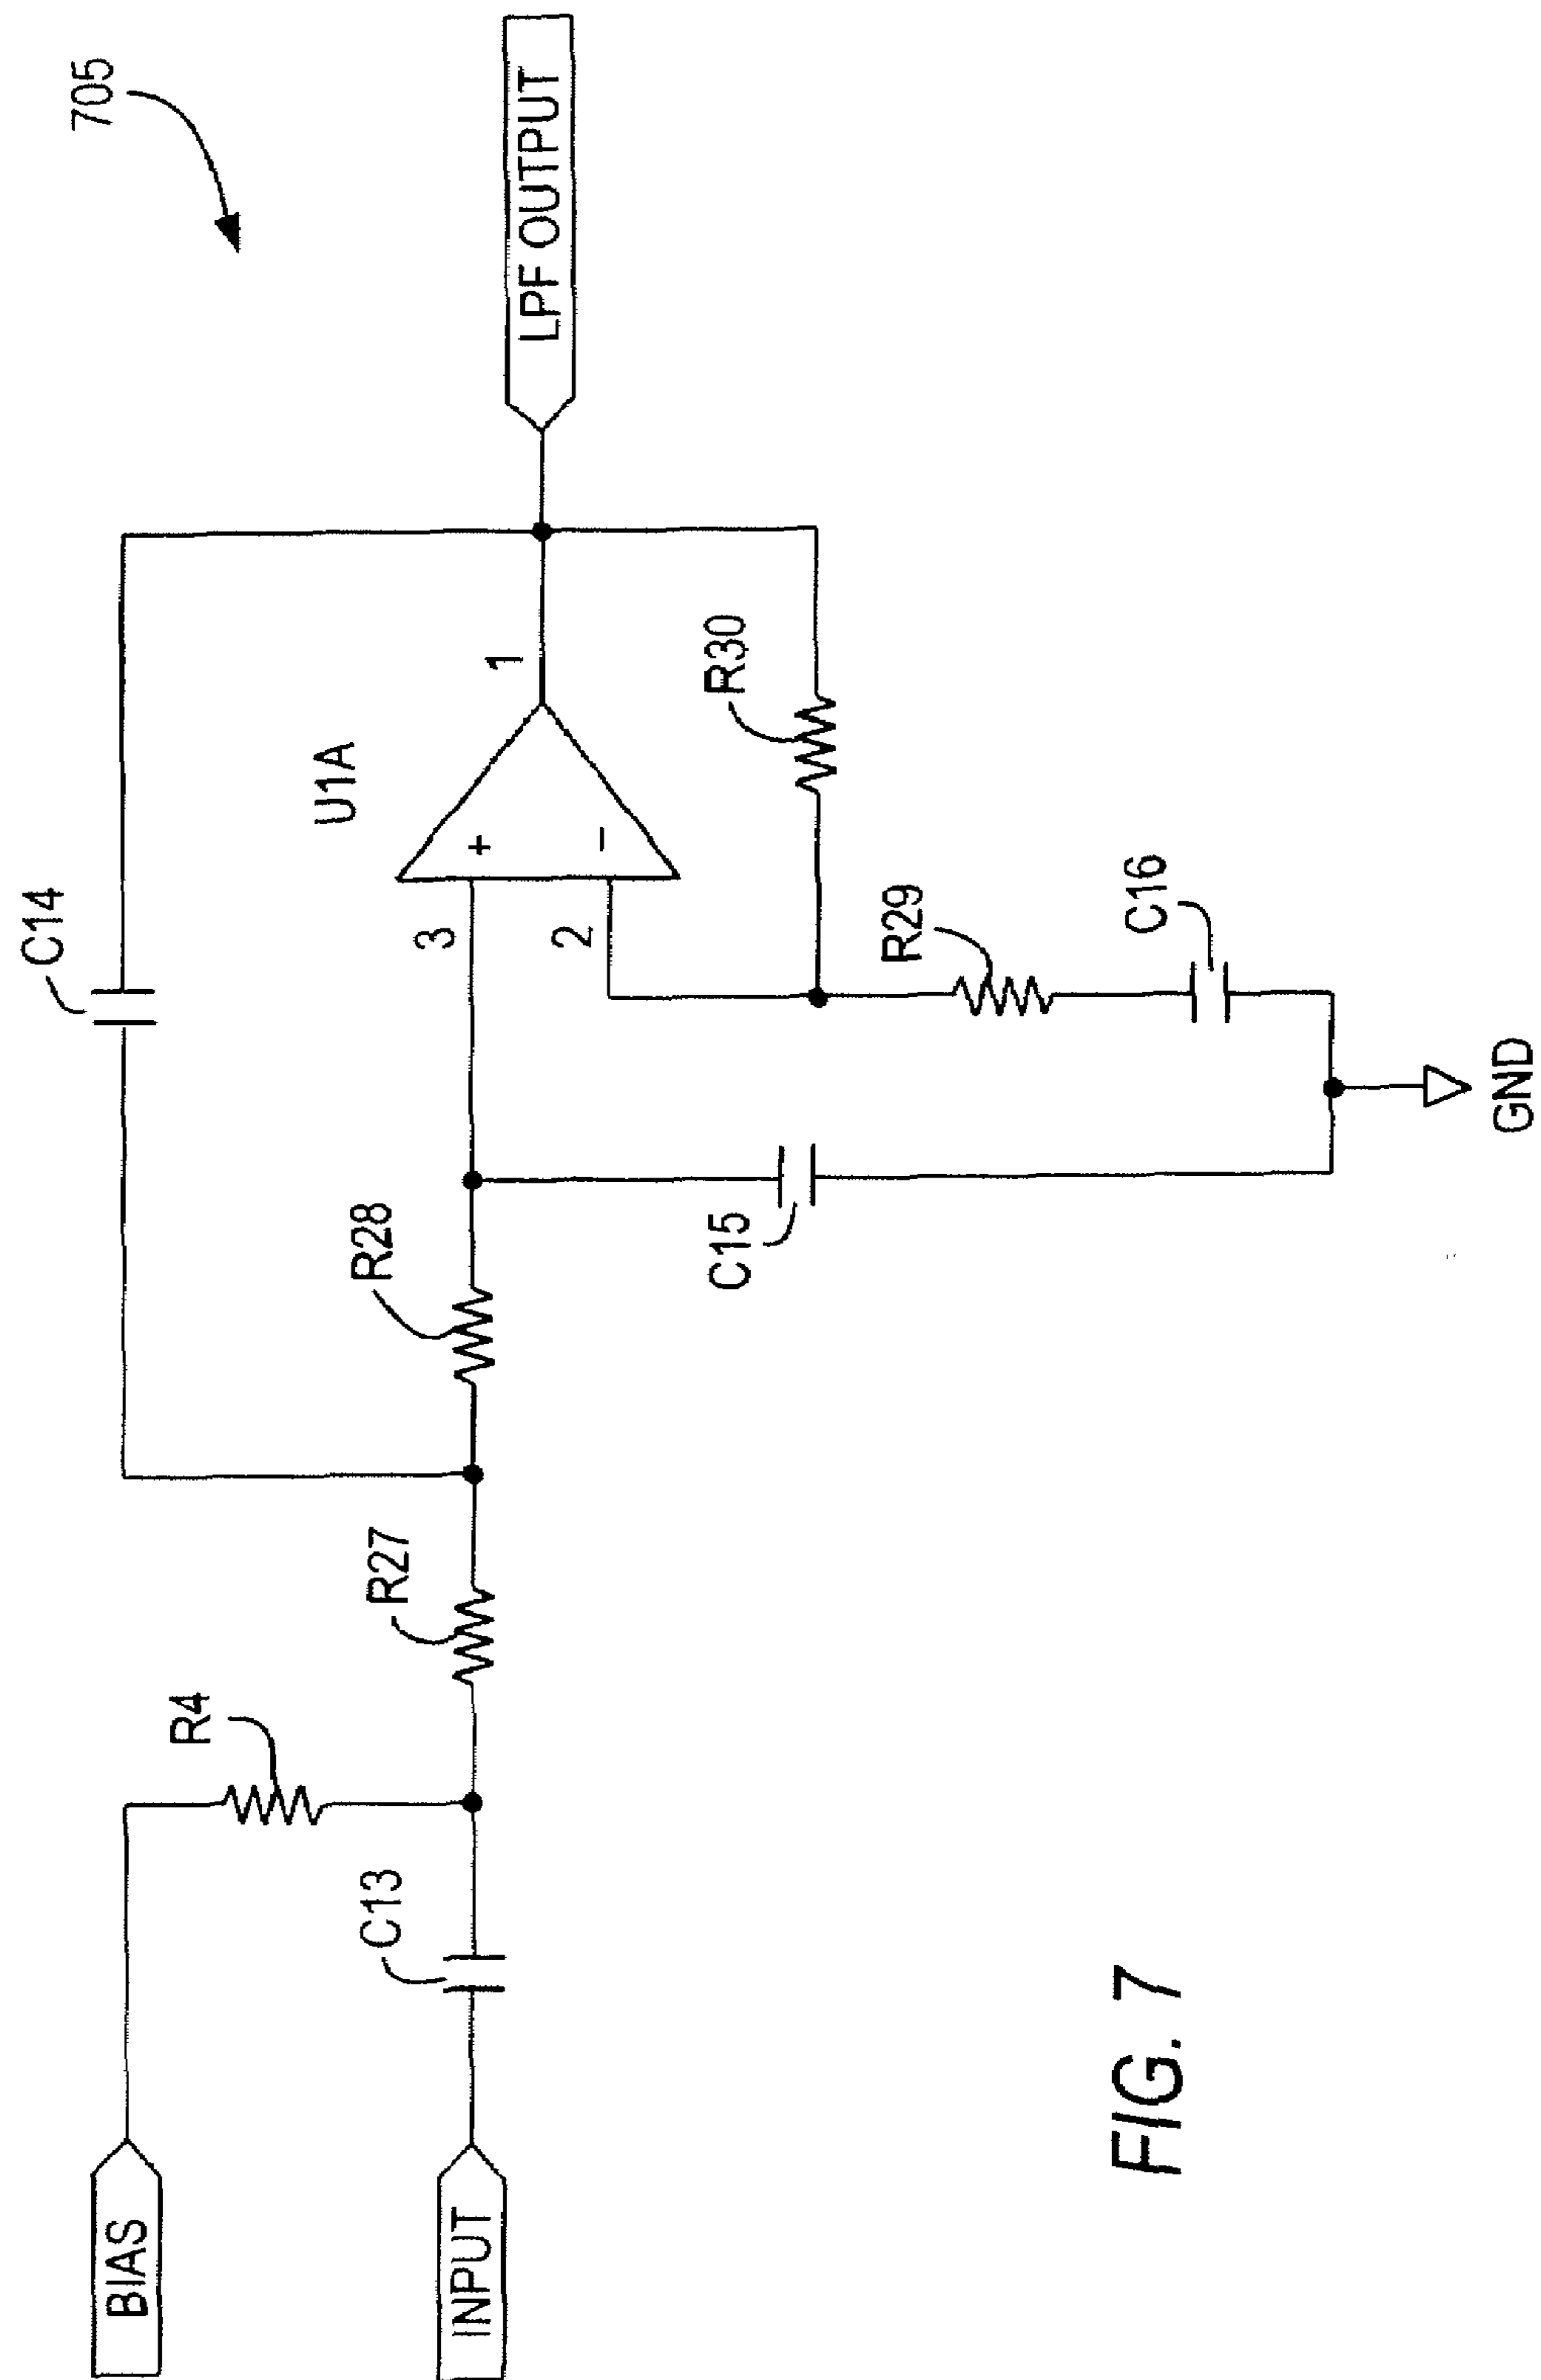 705
C14
U1A
LPF OUTPUT
BIAS
R4
R27
R28
3
+
1
INPUT
C13
2
−
R30
C15
R29
C16
GND
FIG. 7